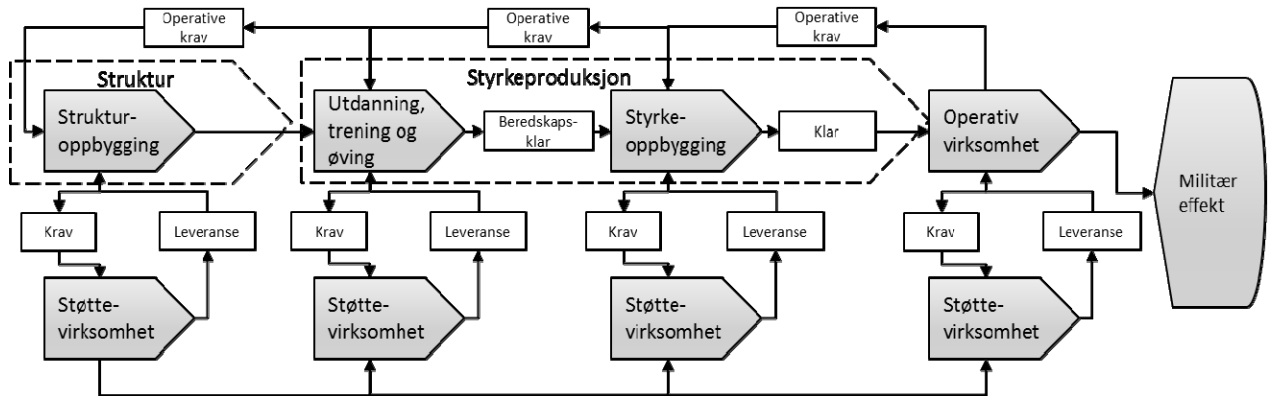 Operative
krav
Operative
krav
Operative
krav
Struktur
Styrkeproduksjon
Struktur-
oppbygging
Utdanning,
trening og
øving
Beredskaps-
klar
Styrke-
oppbygging
Klar
Operativ
virksomhet
Militær
effekt
Krav
Leveranse
Krav
Leveranse
Krav
Leveranse
Krav
Leveranse
Støtte-
virksomhet
Støtte-
virksomhet
Støtte-
virksomhet
Støtte-
virksomhet